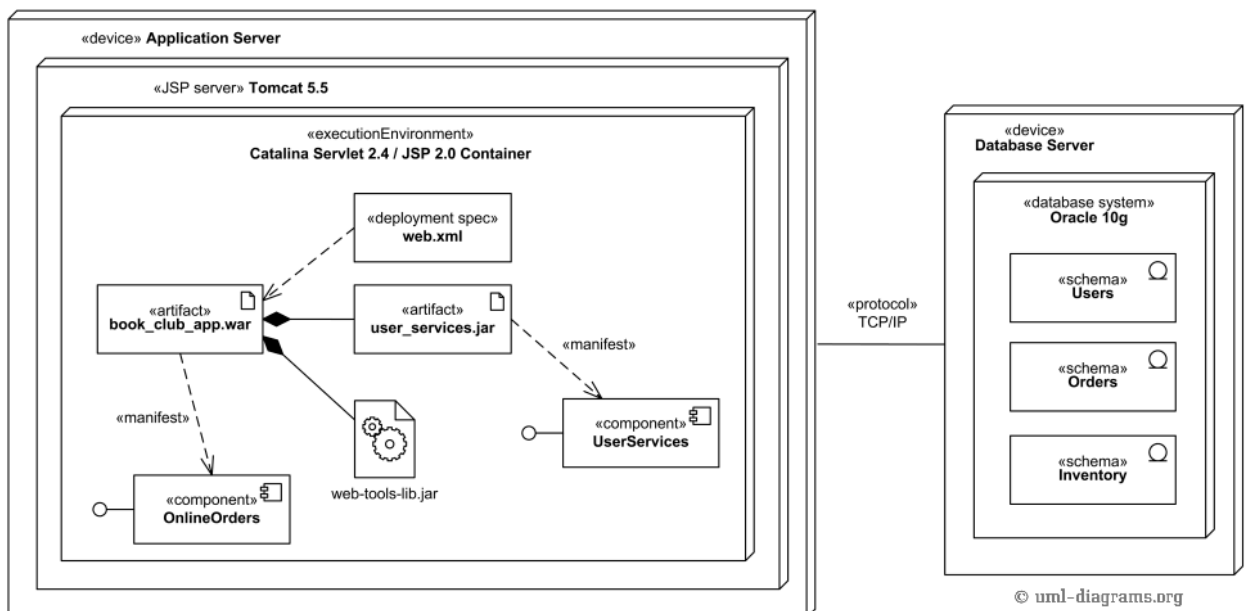 «device» Application Server
«JSP server» Tomcat 5.5
«executionEnvironment»
Catalina Servlet 2.4 / JSP 2.0 Container
«deployment spec»
web.xml
«artifact»
book_club_app.war
«artifact»
user_services.jar
«manifest»
«manifest»
«component»
UserServices
web-tools-lib.jar
«component»
OnlineOrders
«protocol»
TCP/IP
«device»
Database Server
«database system»
Oracle 10g
«schema»
Users
«schema»
Orders
«schema»
Inventory
© uml-diagrams.org